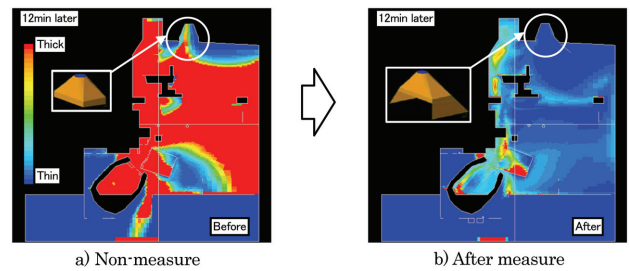 12min later
Thick
Thin
Before
a) Non-measure
12min later
After
b) After measure